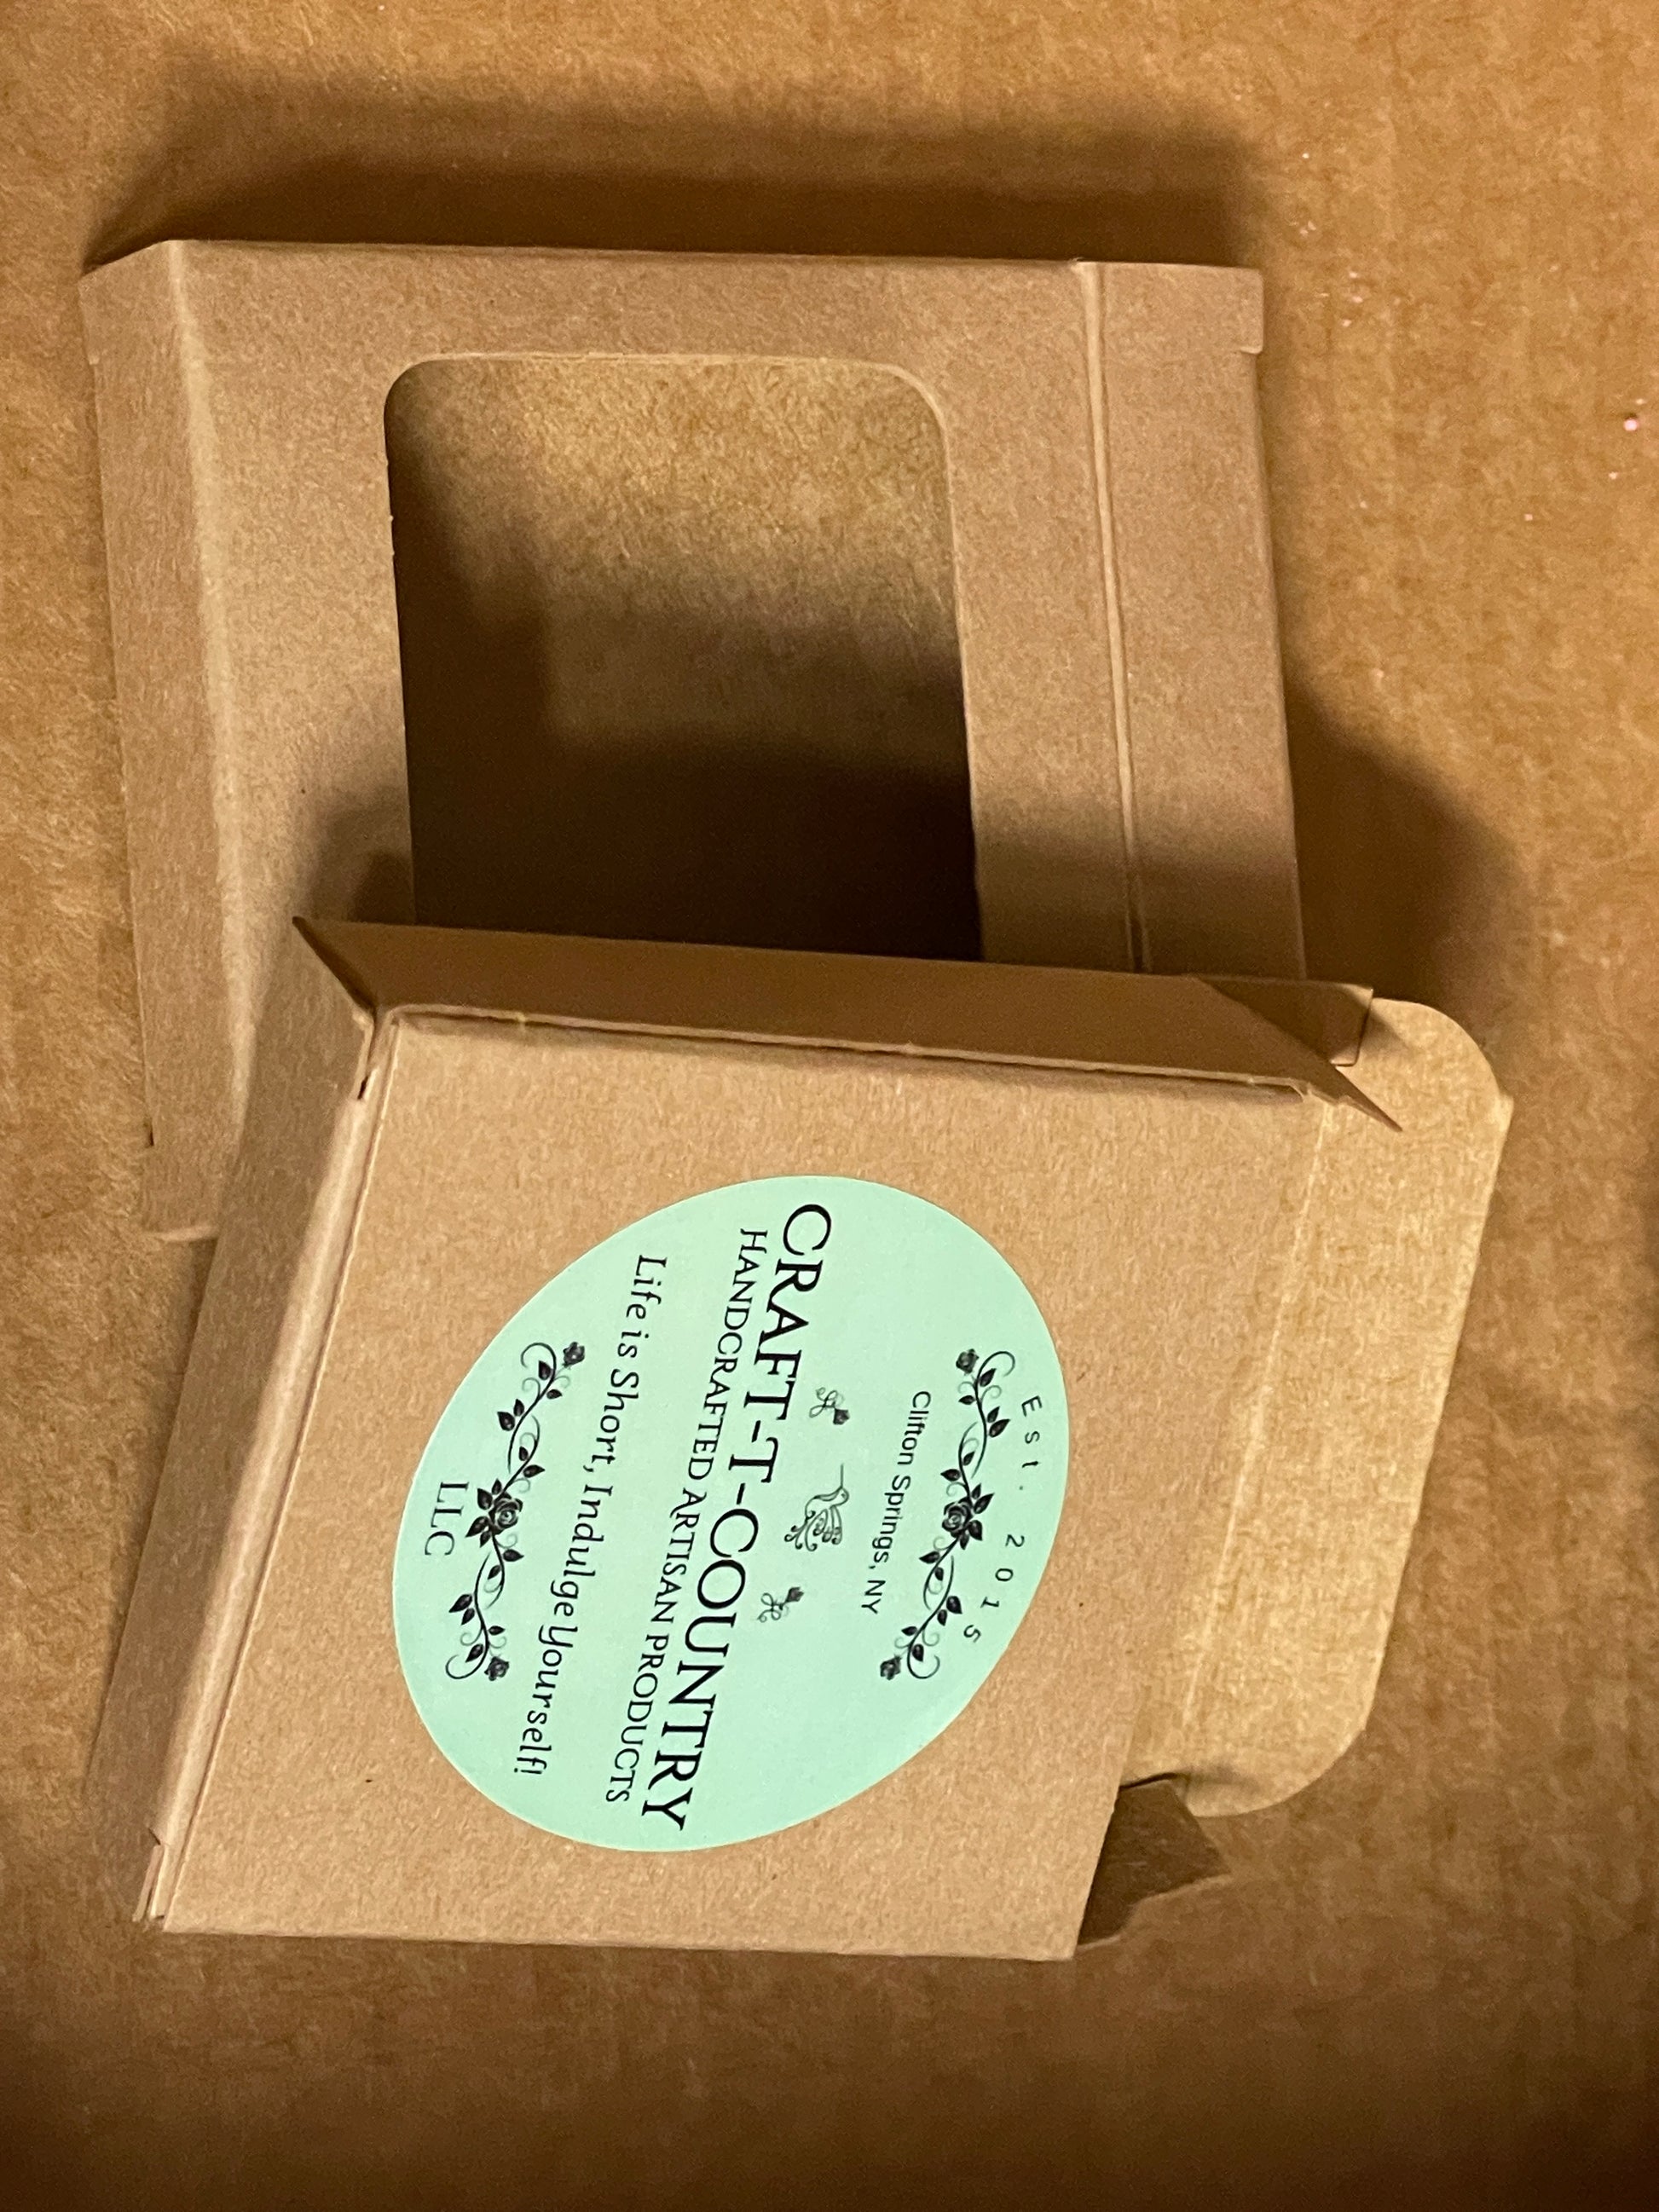 Est. 2015
Clifton Springs, NY
CRAFT-T-COUNTRY
HANDCRAFTED ARTISAN PRODUCTS
Life is Short, Indulge Yourself!
LLC